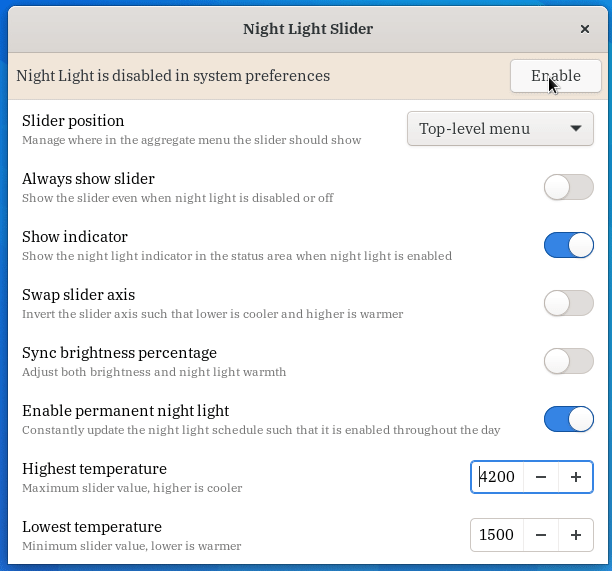 Night Light Slider
Night Light is disabled in system preferences
Enable
Slider position
Manage where in the aggregate menu the slider should show
Top-level menu
Always show slider
Show the slider even when night light is disabled or off
Show indicator
Show the night light indicator in the status area when night light is enabled
Swap slider axis
Invert the slider axis such that lower is cooler and higher is warmer
Sync brightness percentage
Adjust both brightness and night light warmth
Enable permanent night light
Constantly update the night light schedule such that it is enabled throughout the day
Highest temperature
Maximum slider value, higher is cooler
4200
Lowest temperature
Minimum slider value, lower is warmer
1500